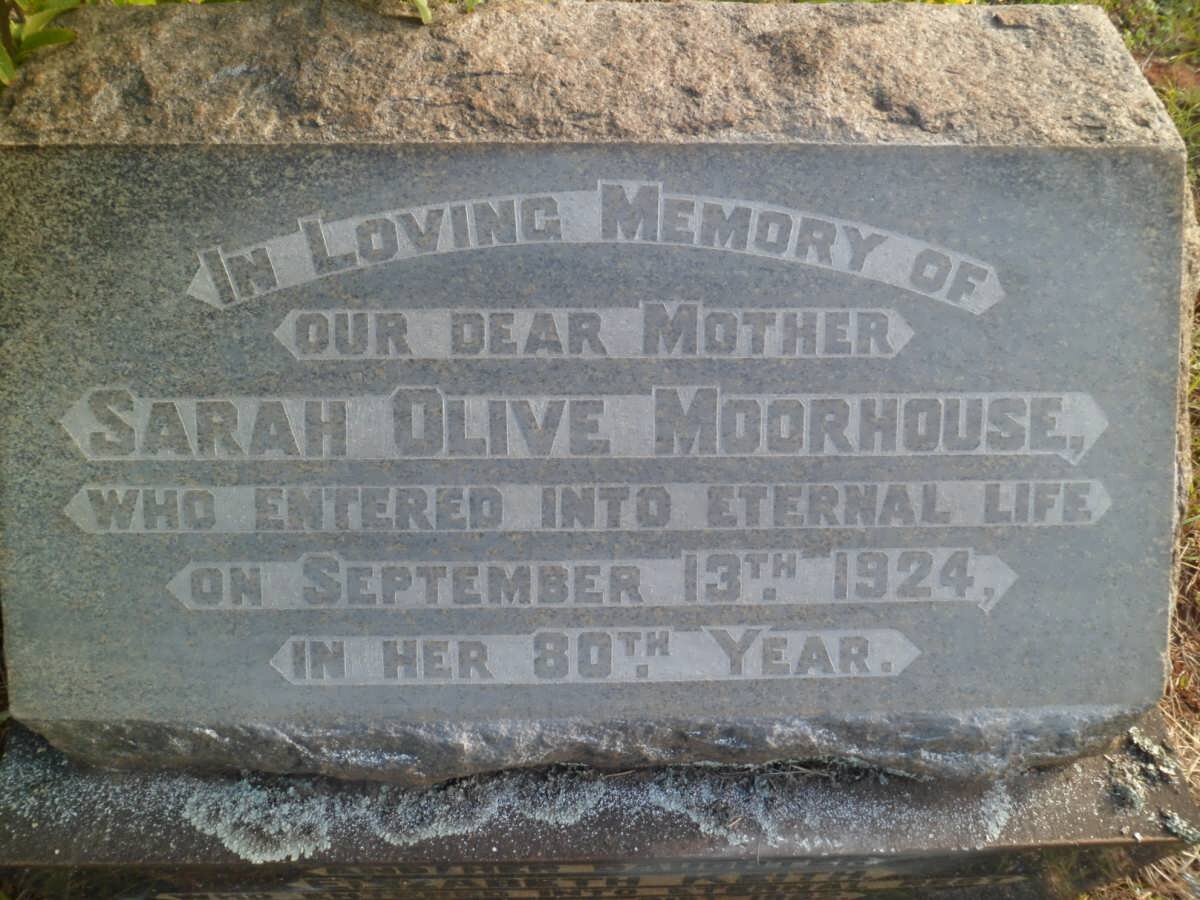 In Loving Memory of
our dear Mother
Sarah Olive Moorhouse,
who entered into eternal life
on September 13th. 1924,
in her 80th. Year.